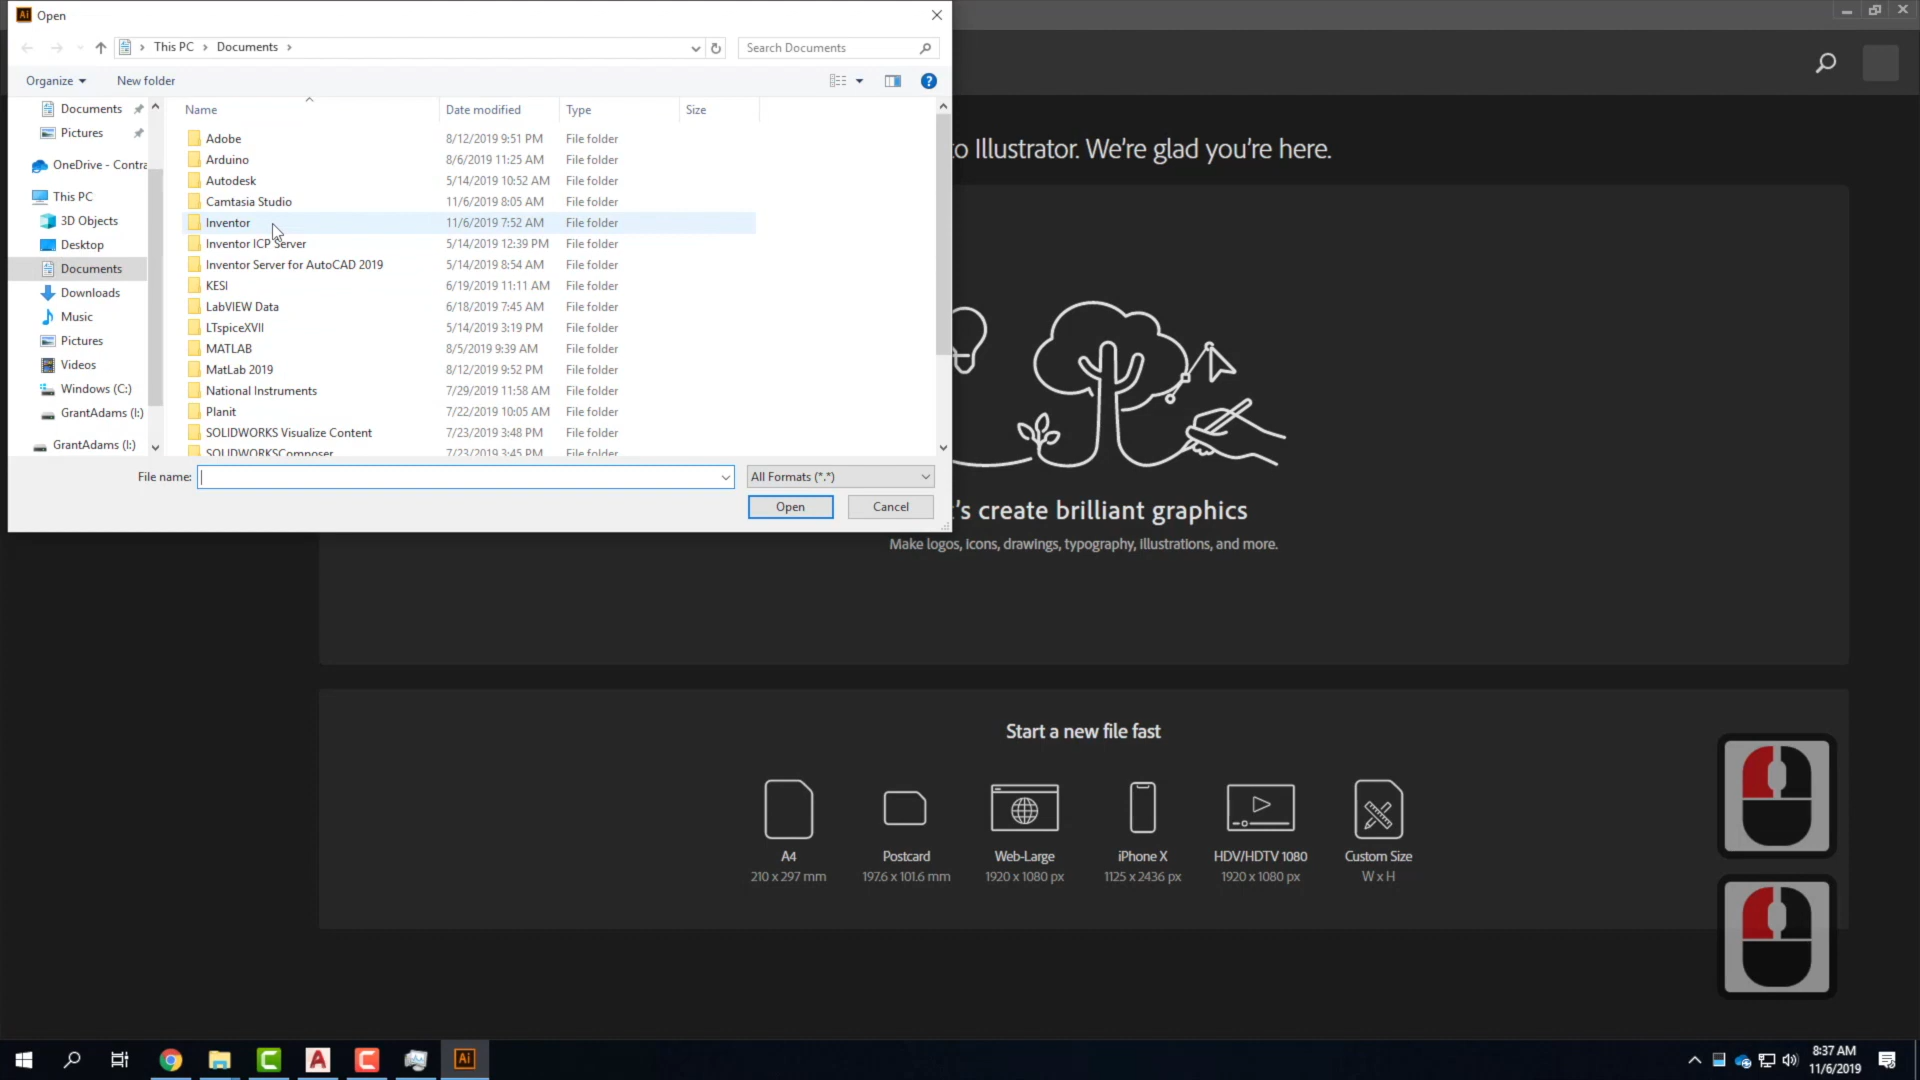 Ai Open
This PC > Documents >
Search Documents
Organize
New folder
Documents
Pictures
OneDrive - Contra
This PC
3D Objects
Desktop
Documents
Downloads
Music
Pictures
Videos
Windows (C:)
GrantAdams (I:)
GrantAdams (I:)
Name Date modified Type Size
Adobe 8/12/2019 9:51 PM File folder
Arduino 8/6/2019 11:25 AM File folder
Autodesk 5/14/2019 10:52 AM File folder
Camtasia Studio 11/6/2019 8:05 AM File folder
Inventor 11/6/2019 7:52 AM File folder
Inventor ICP Server 5/14/2019 12:39 PM File folder
Inventor Server for AutoCAD 2019 5/14/2019 8:54 AM File folder
KESI 6/19/2019 11:11 AM File folder
LabVIEW Data 6/18/2019 7:45 AM File folder
LTspiceXVII 5/14/2019 3:19 PM File folder
MATLAB 8/5/2019 9:39 AM File folder
MatLab 2019 8/12/2019 9:52 PM File folder
National Instruments 7/29/2019 11:58 AM File folder
Planit 7/22/2019 10:05 AM File folder
SOLIDWORKS Visualize Content 7/23/2019 3:48 PM File folder
SOLIDWORKSComposer 7/23/2019 3:45 PM File folder
File name:
All Formats (*.*)
Open
Cancel
to Illustrator. We're glad you're here.
's create brilliant graphics
Make logos, icons, drawings, typography, illustrations, and more.
Start a new file fast
A4
210 x 297 mm
Postcard
197.6 x 101.6 mm
Web-Large
1920 x 1080 px
iPhone X
1125 x 2436 px
HDV/HDTV 1080
1920 x 1080 px
Custom Size
W x H
Ai
8:37 AM
11/6/2019